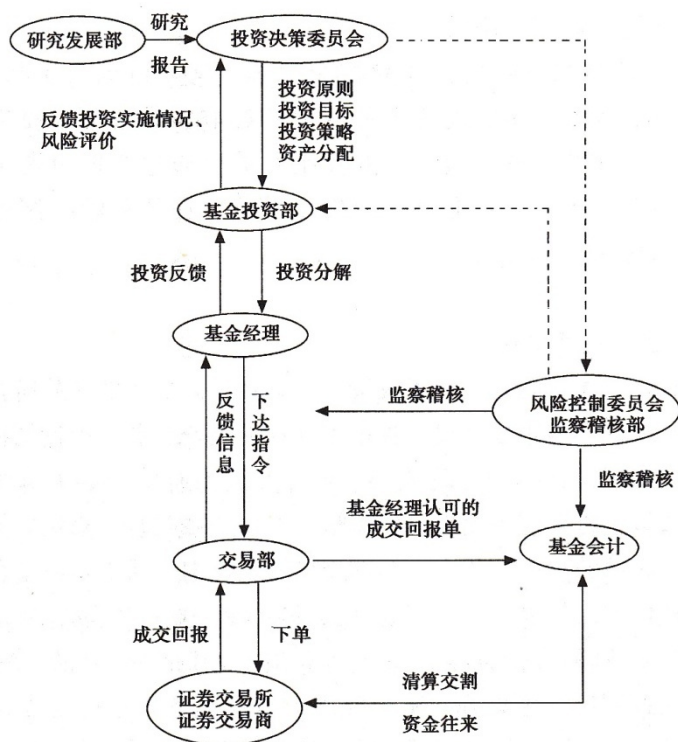 研究发展部
研究
报告
投资决策委员会
反馈投资实施情况、
风险评价
投资原则
投资目标
投资策略
资产分配
基金投资部
投资反馈
投资分解
基金经理
反馈信息
下达指令
监察稽核
风险控制委员会
监察稽核部
监察稽核
基金经理认可的
成交回报单
交易部
基金会计
成交回报
下单
清算交割
证券交易所
证券交易商
资金往来